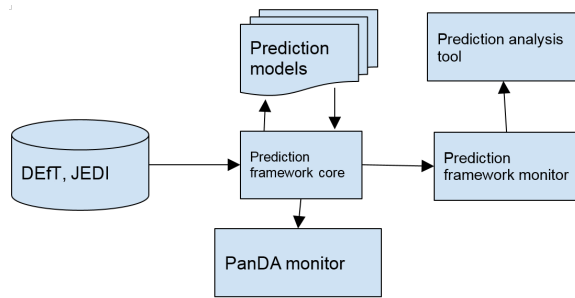 Prediction
models
Prediction analysis
tool
DEfT, JEDI
Prediction
framework core
Prediction
framework monitor
PanDA monitor